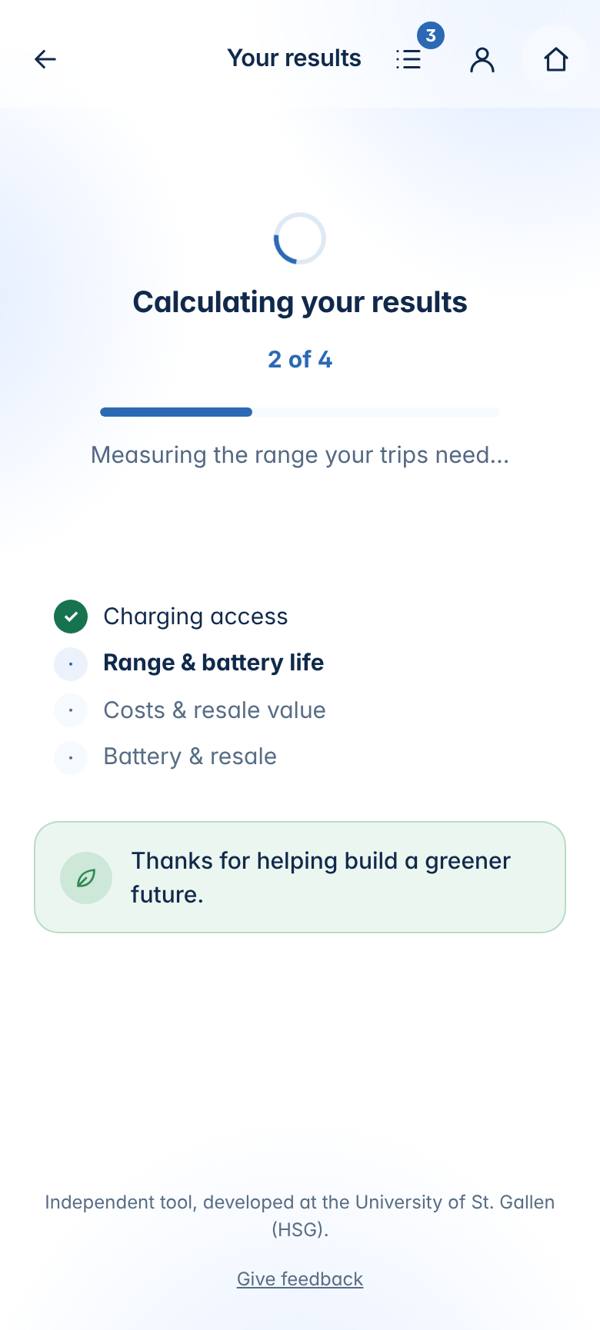 Your results
3
Calculating your results
2 of 4
Measuring the range your trips need...
Charging access
Range & battery life
Costs & resale value
Battery & resale
Thanks for helping build a greener
future.
Independent tool, developed at the University of St. Gallen
(HSG).
Give feedback